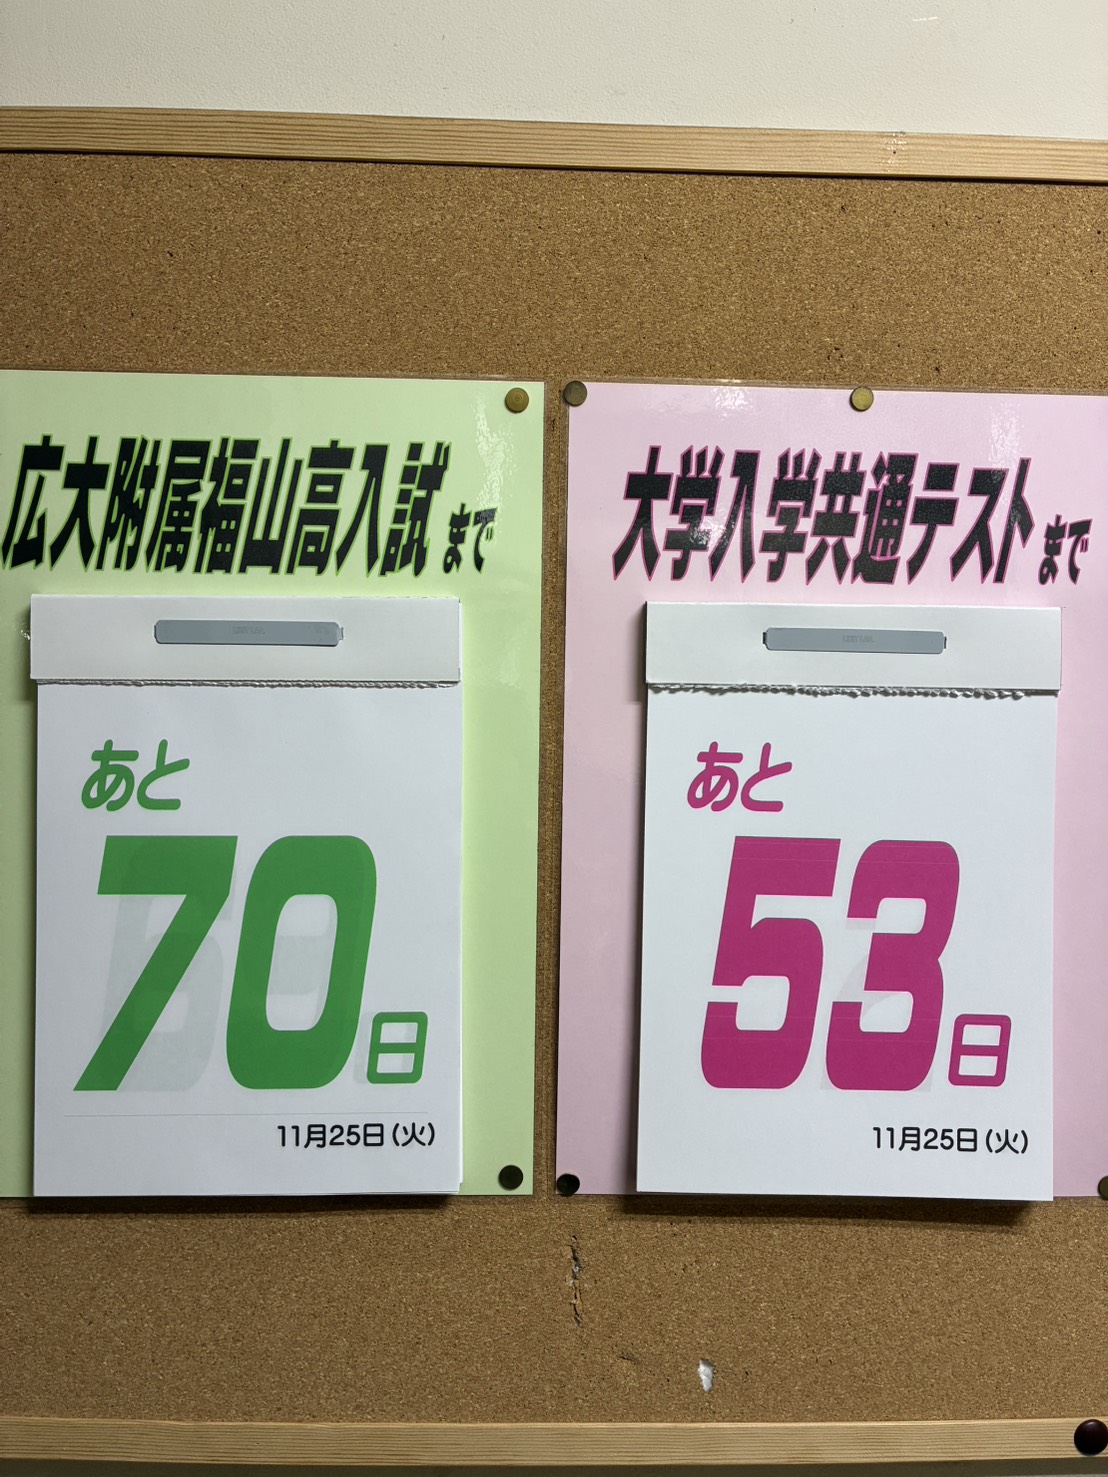 広大附属福山高入試まで
あと
70日
11月25日（火）
大学入学共通テストまで
あと
53日
11月25日（火）